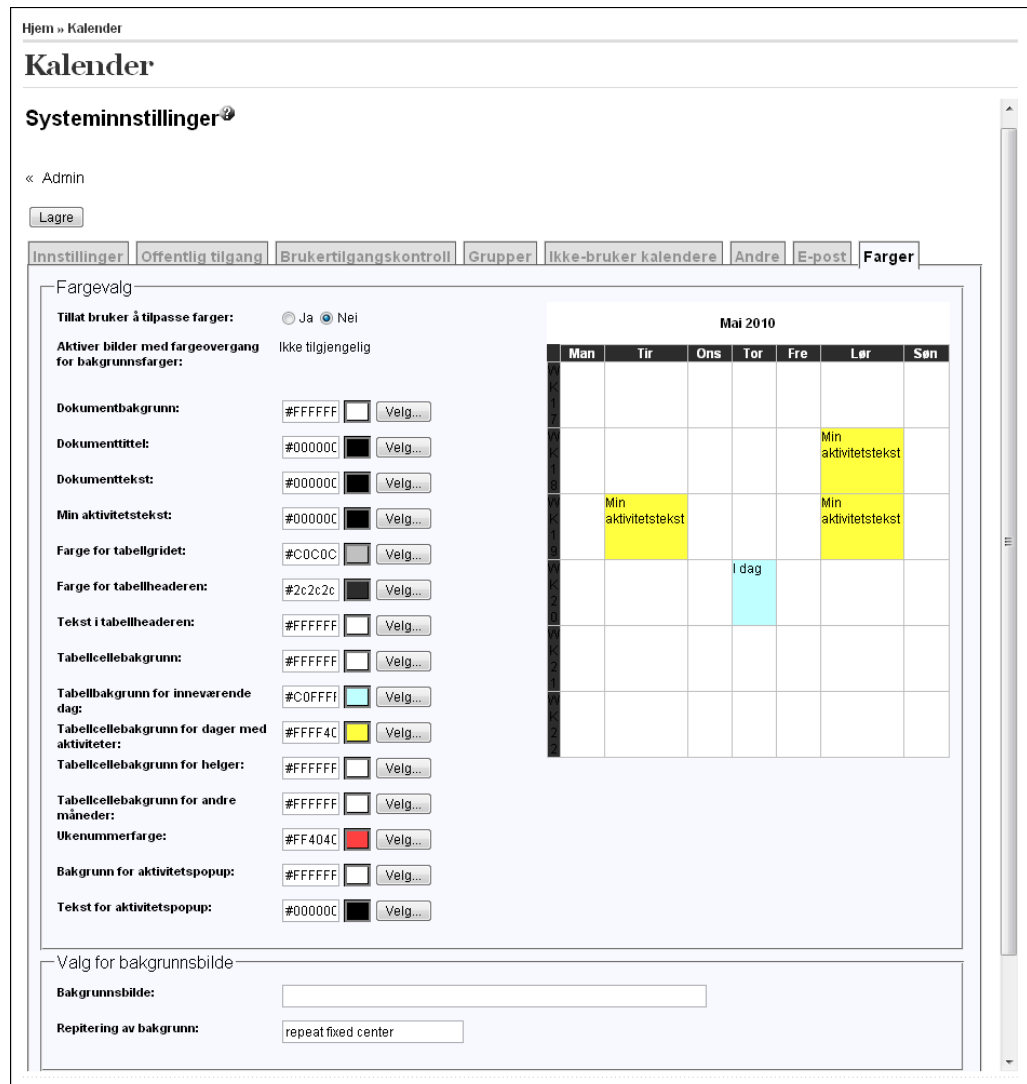 Hjem » Kalender
Kalender
Systeminnstillinger
« Admin
Lagre
Innstillinger Offentlig tilgang Brukertilgangskontroll Grupper Ikke-bruker kalendere Andre E-post Farger
Fargevalg
Tillat bruker å tilpasse farger: Ja Nei
Aktiver bilder med fargeovergang
for bakgrunnsfarger: Ikke tilgjengelig
Dokumentbakgrunn: #FFFFFF Velg...
Dokumenttittel: #00000C Velg...
Dokumenttekst: #00000C Velg...
Min aktivitetstekst: #00000C Velg...
Farge for tabellgridet: #C0C0C Velg...
Farge for tabellheaderen: #2c2c2c Velg...
Tekst i tabellheaderen: #FFFFFF Velg...
Tabellcellebakgrunn: #FFFFFF Velg...
Tabellbakgrunn for inneværende
dag: #C0FFFF Velg...
Tabellcellebakgrunn for dager med
aktiviteter: #FFFF4C Velg...
Tabellcellebakgrunn for helger: #FFFFFF Velg...
Tabellcellebakgrunn for andre
måneder: #FFFFFF Velg...
Ukenummerfarge: #FF404C Velg...
Bakgrunn for aktivitetspopup: #FFFFFF Velg...
Tekst for aktivitetspopup: #00000C Velg...
Mai 2010
Man Tir Ons Tor Fre Lør Søn
WK17
WK18
Min
aktivitetstekst
WK19
Min
aktivitetstekst
Min
aktivitetstekst
WK20
I dag
WK21
WK22
Valg for bakgrunnsbilde
Bakgrunnsbilde:
Repitering av bakgrunn: repeat fixed center